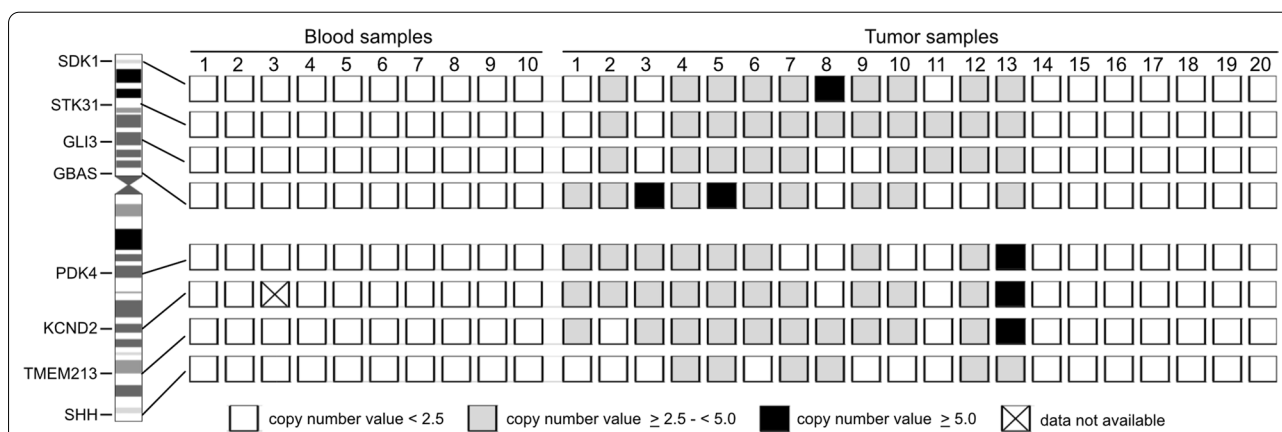 Blood samples Tumor samples
SDK1 1 2 3 4 5 6 7 8 9 10 1 2 3 4 5 6 7 8 9 10 11 12 13 14 15 16 17 18 19 20
STK31
GLI3
GBAS
PDK4
KCND2
TMEM213
SHH
copy number value < 2.5 copy number value ≥ 2.5 - < 5.0 copy number value ≥ 5.0 data not available